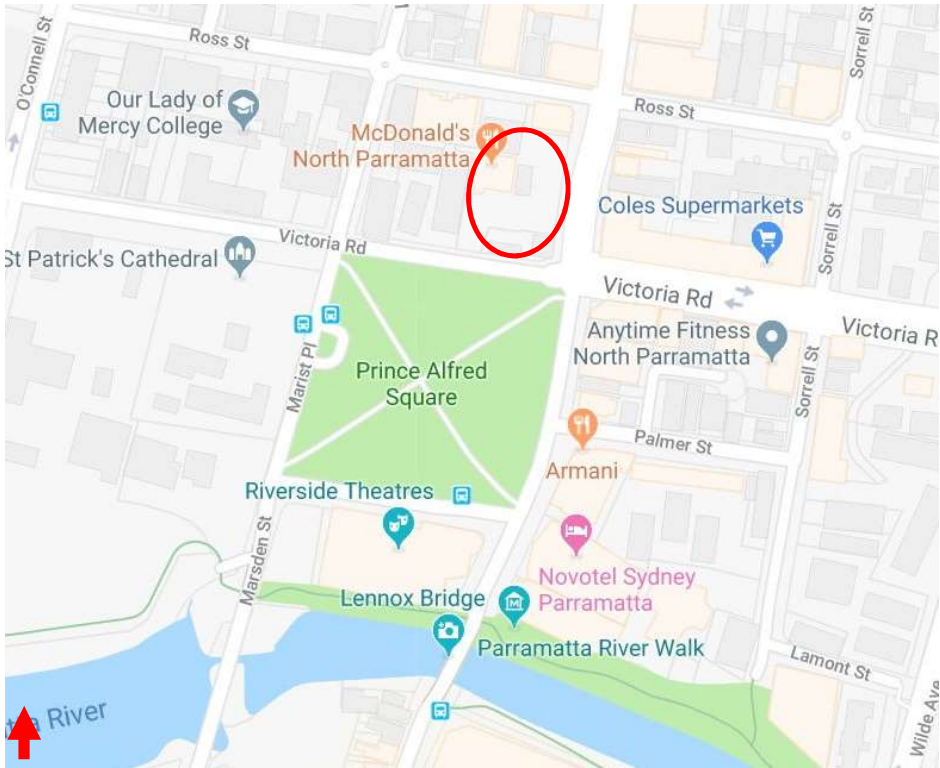 O'Connell St
Ross St
Sorrell St
Our Lady of
Mercy College
McDonald's
North Parramatta
Ross St
Coles Supermarkets
Sorrell St
Victoria Rd
St Patrick's Cathedral
Victoria Rd
Anytime Fitness
North Parramatta
Victoria R
Marist Pl
Prince Alfred
Square
Sorrell St
Palmer St
Armani
Riverside Theatres
Marsden St
Novotel Sydney
Parramatta
Lennox Bridge
Parramatta River Walk
Lamont St
River
Wilde Ave